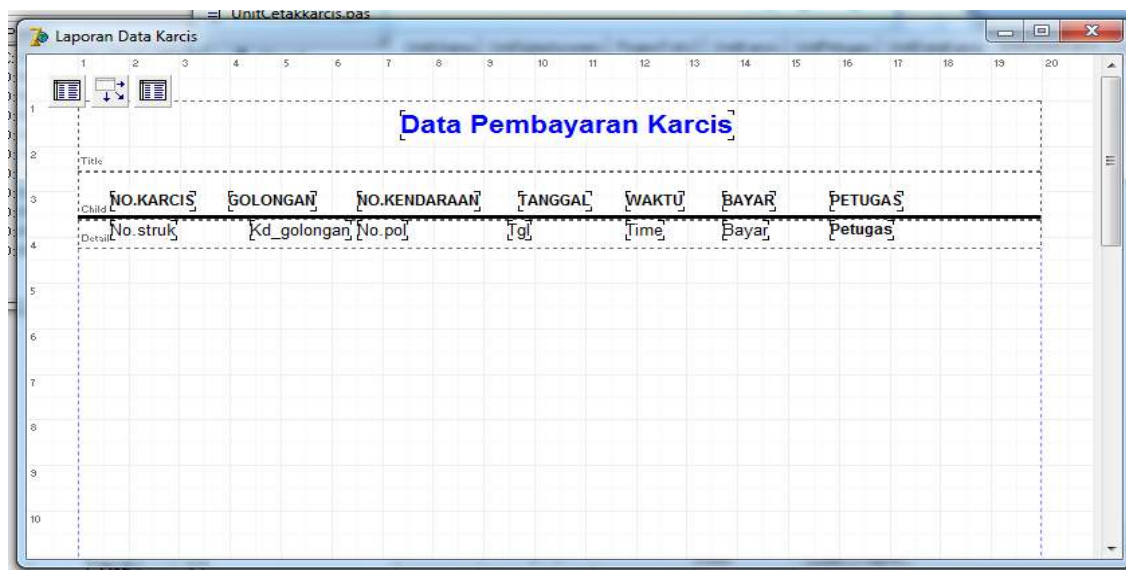 UnitCetakkarcis.pas
Laporan Data Karcis
1 2 3 4 5 6 7 8 9 10 11 12 13 14 15 16 17 18 19 20
1
Data Pembayaran Karcis
2
Title
3
Child NO.KARCIS GOLONGAN NO.KENDARAAN TANGGAL WAKTU BAYAR PETUGAS
Detail No.struk Kd_golongan No.pol Tgl Time Bayar Petugas
4
5
6
7
8
9
10